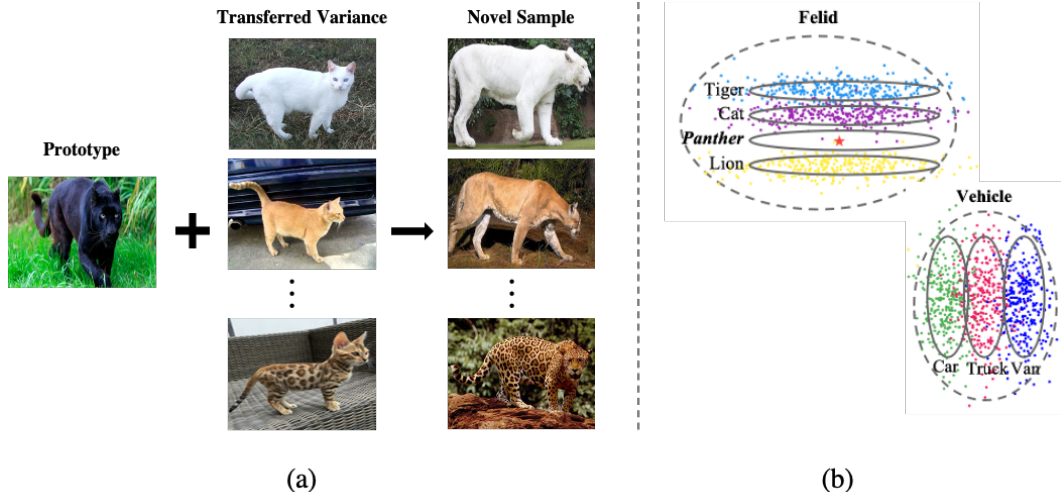 Transferred Variance
Novel Sample
Prototype
(a)
Felid
Tiger
Cat
Panther
Lion
Vehicle
Car Truck Van
(b)